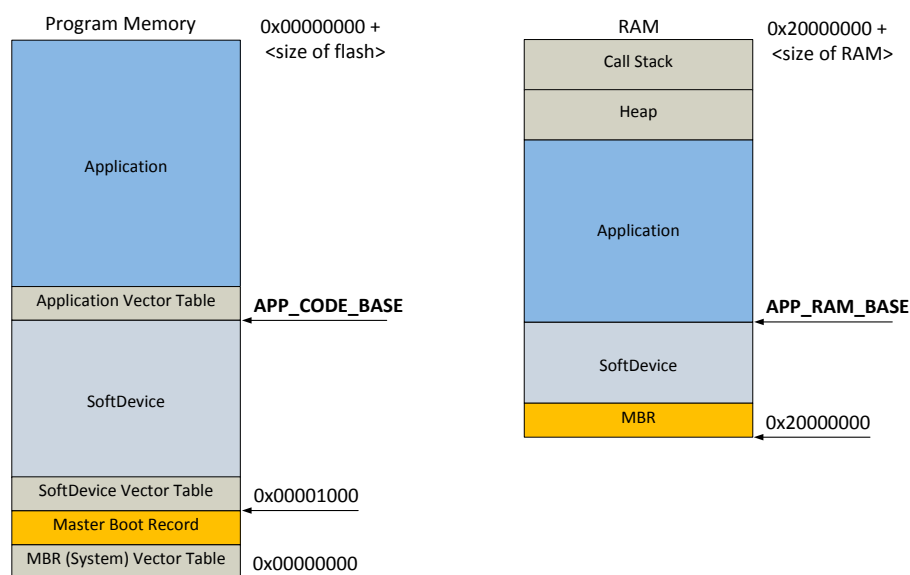 Program Memory
0x00000000 +
<size of flash>
Application
Application Vector Table
APP_CODE_BASE
SoftDevice
SoftDevice Vector Table
0x00001000
Master Boot Record
MBR (System) Vector Table
0x00000000
RAM
0x20000000 +
<size of RAM>
Call Stack
Heap
Application
APP_RAM_BASE
SoftDevice
MBR
0x20000000